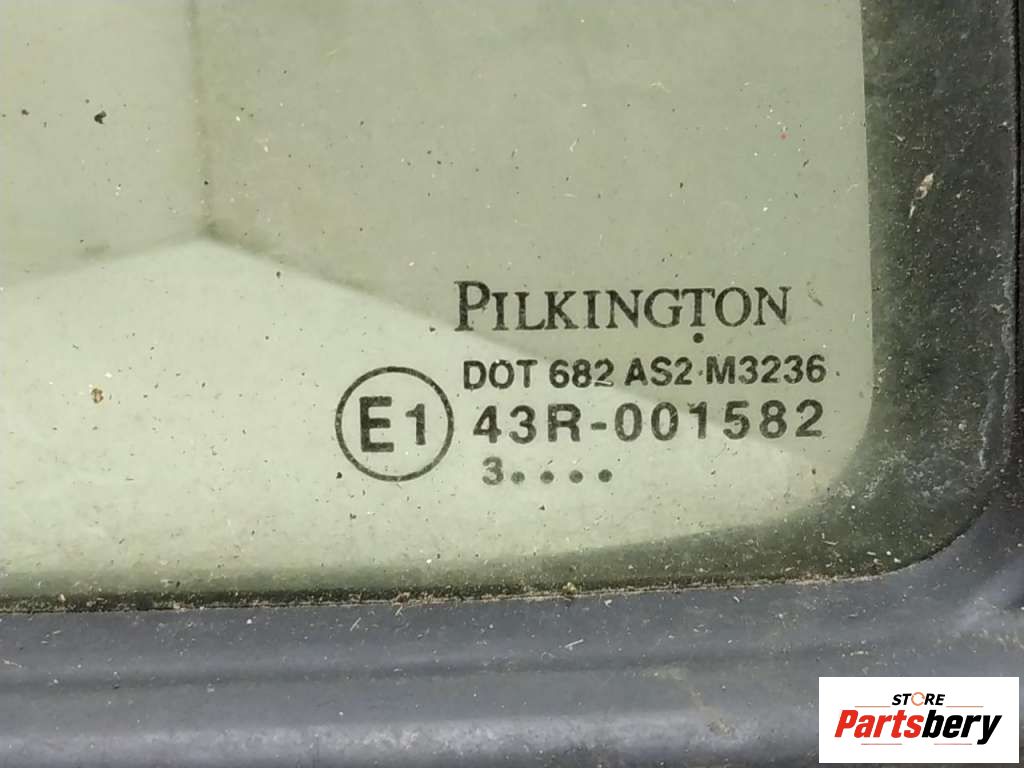 PILKINGTON
DOT 682 AS2 M3236
E1 43R-001582
3....
STORE
Partsbery